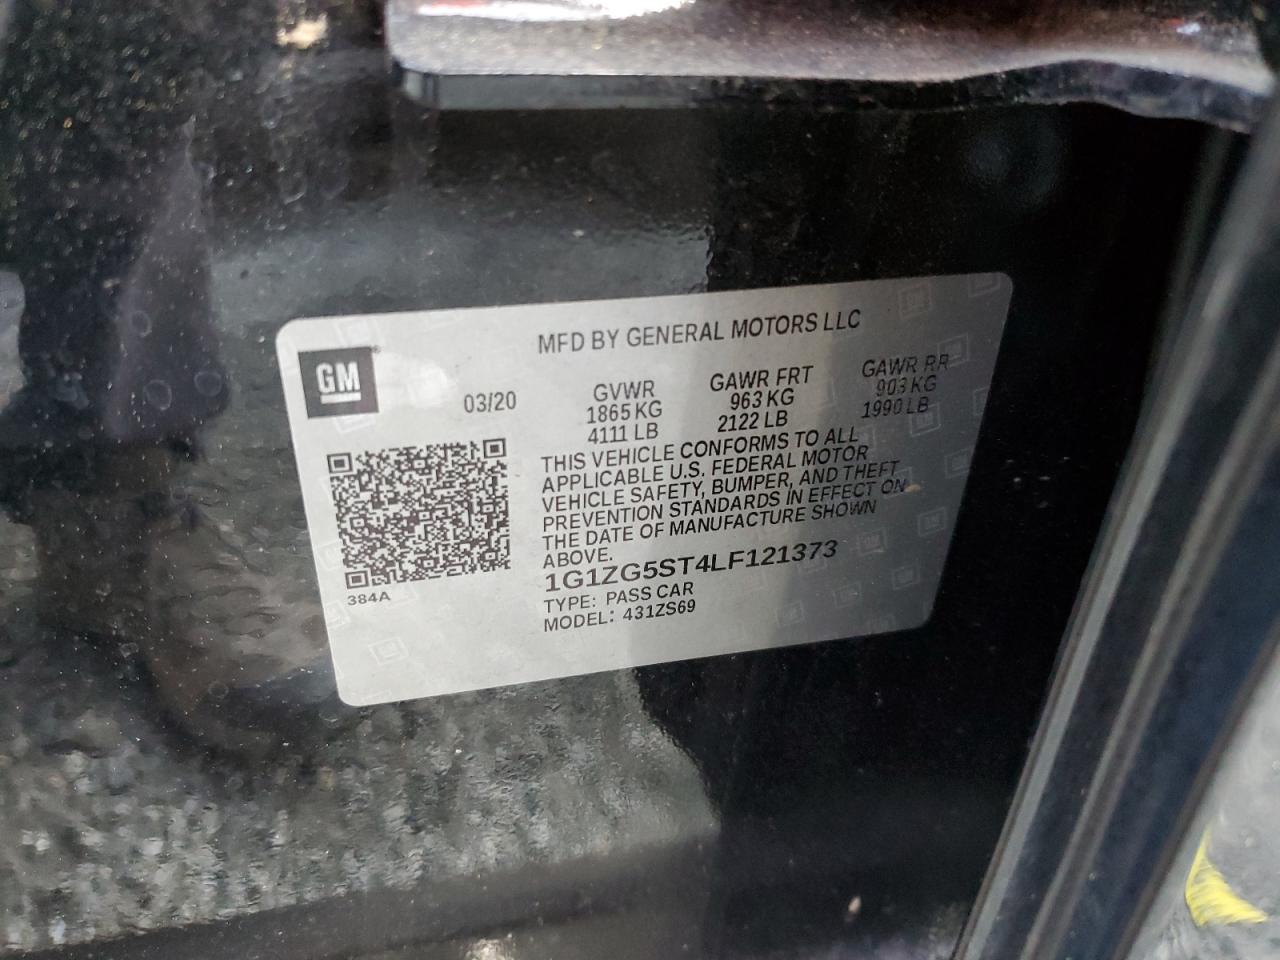 MFD BY GENERAL MOTORS LLC
GM
03/20
GVWR
1865 KG
4111 LB
GAWR FRT
963 KG
2122 LB
GAWR RR
903 KG
1990 LB
THIS VEHICLE CONFORMS TO ALL
APPLICABLE U.S. FEDERAL MOTOR
VEHICLE SAFETY, BUMPER, AND THEFT
PREVENTION STANDARDS IN EFFECT ON
THE DATE OF MANUFACTURE SHOWN
ABOVE.
1G1ZG5ST4LF121373
TYPE: PASS CAR
MODEL: 431ZS69
384A